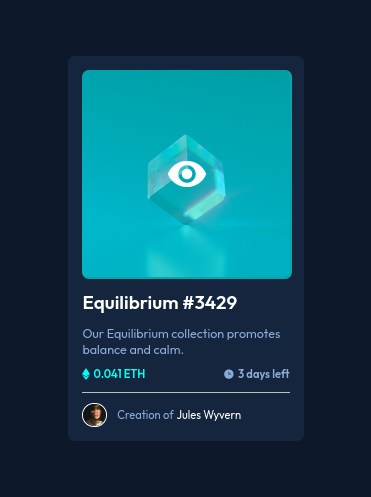 Equilibrium #3429
Our Equilibrium collection promotes
balance and calm.
0.041 ETH 3 days left
Creation of Jules Wyvern